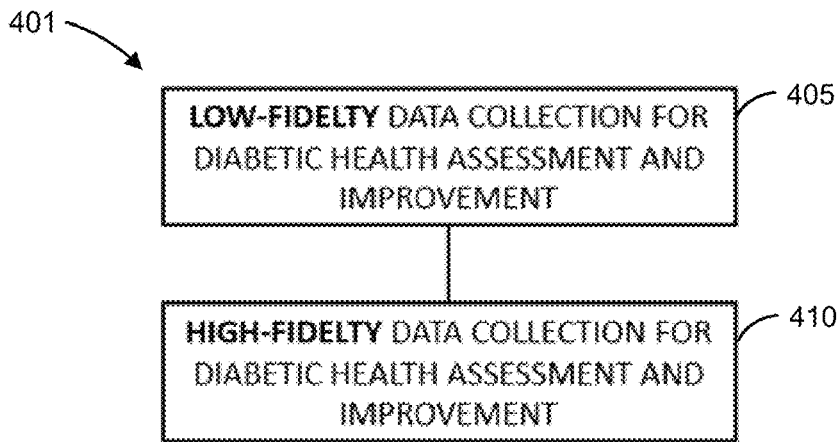 401
405
LOW-FIDELTY DATA COLLECTION FOR
DIABETIC HEALTH ASSESSMENT AND
IMPROVEMENT
410
HIGH-FIDELTY DATA COLLECTION FOR
DIABETIC HEALTH ASSESSMENT AND
IMPROVEMENT